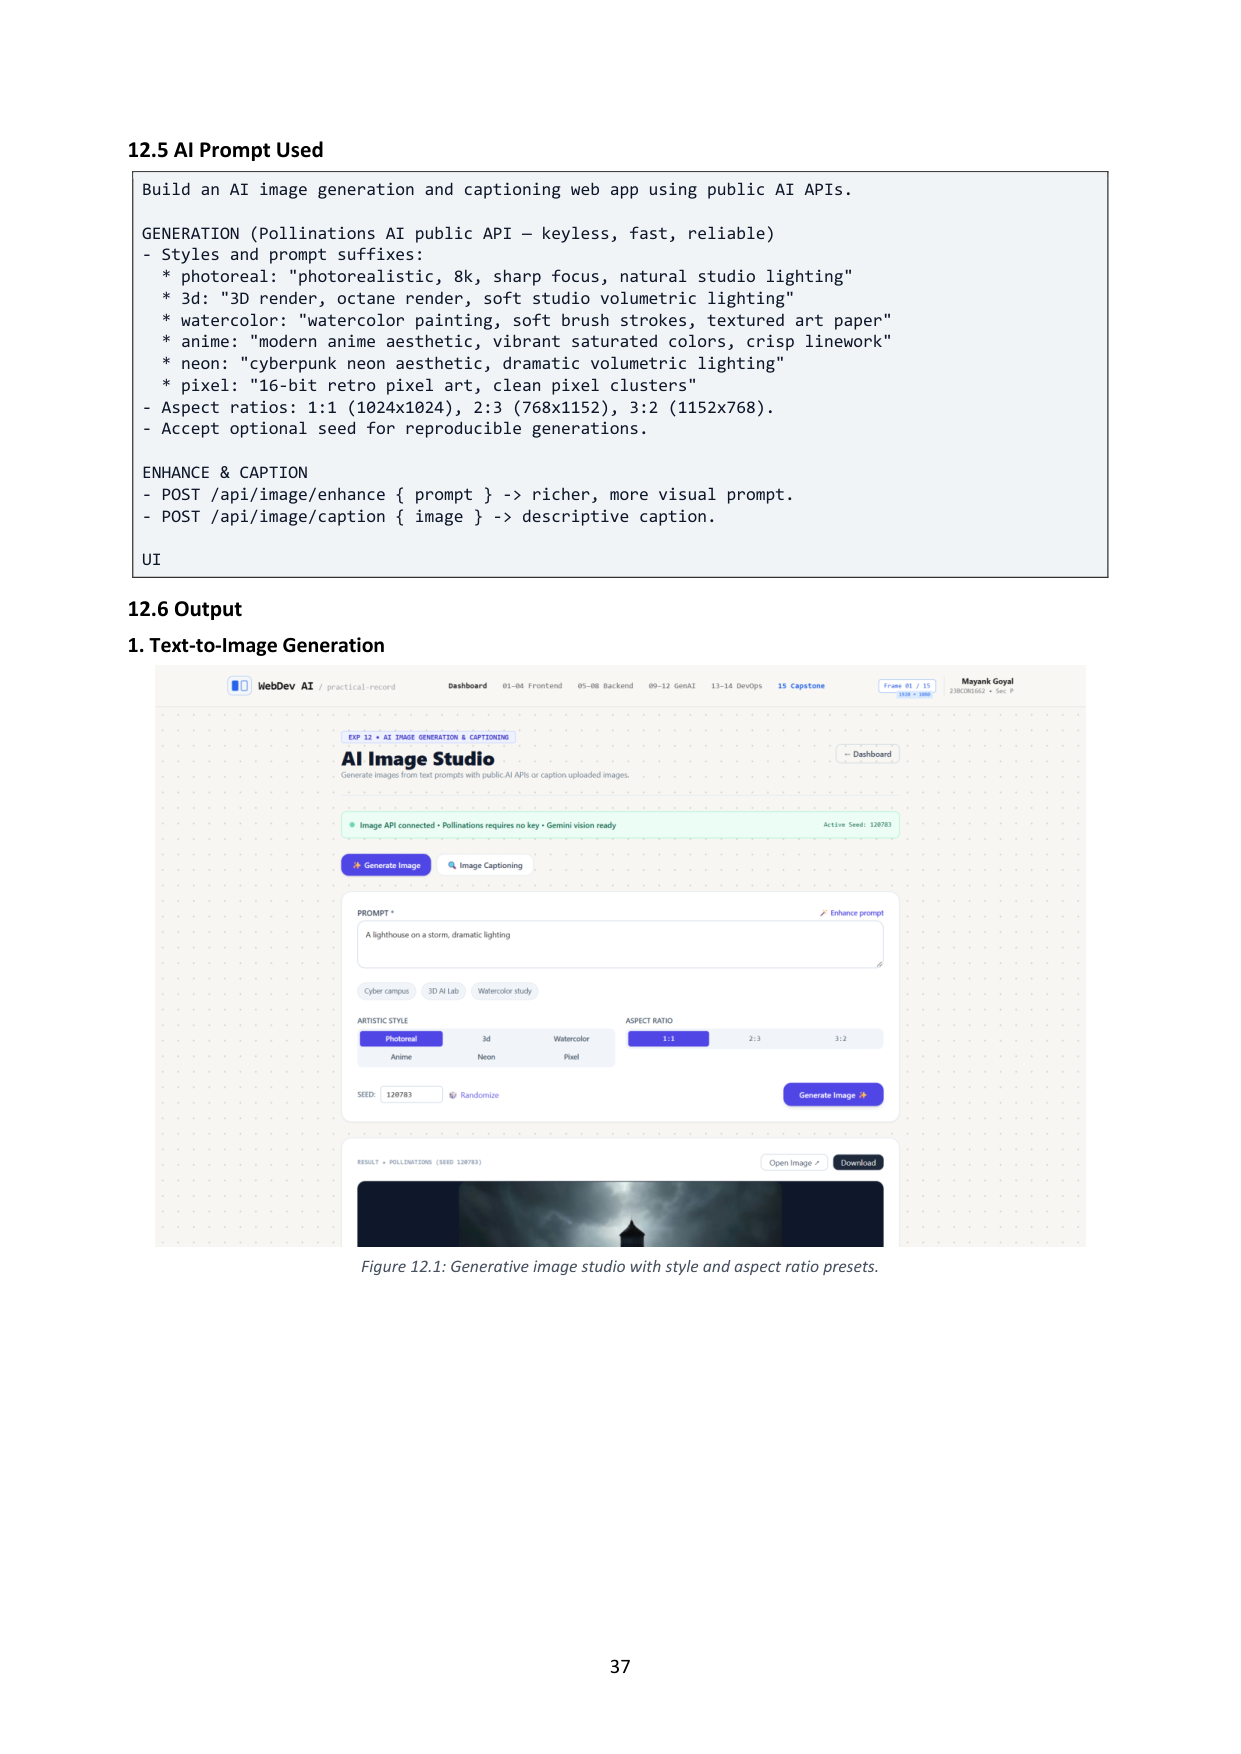 12.5 AI Prompt Used
Build an AI image generation and captioning web app using public AI APIs.
GENERATION (Pollinations AI public API — keyless, fast, reliable)
- Styles and prompt suffixes:
* photoreal: "photorealistic, 8k, sharp focus, natural studio lighting"
* 3d: "3D render, octane render, soft studio volumetric lighting"
* watercolor: "watercolor painting, soft brush strokes, textured art paper"
* anime: "modern anime aesthetic, vibrant saturated colors, crisp linework"
* neon: "cyberpunk neon aesthetic, dramatic volumetric lighting"
* pixel: "16-bit retro pixel art, clean pixel clusters"
- Aspect ratios: 1:1 (1024x1024), 2:3 (768x1152), 3:2 (1152x768).
- Accept optional seed for reproducible generations.
ENHANCE & CAPTION
- POST /api/image/enhance { prompt } -> richer, more visual prompt.
- POST /api/image/caption { image } -> descriptive caption.
UI
12.6 Output
1. Text-to-Image Generation
WebDev AI / practical-record Dashboard 01–04 Frontend 05–08 Backend 09–12 GenAI 13–14 DevOps 15 Capstone Frame 01 / 15 Mayank Goyal
1920 × 1080 23BCON1662 • Sec P
EXP 12 • AI IMAGE GENERATION & CAPTIONING
AI Image Studio ← Dashboard
Generate images from text prompts with public AI APIs or caption uploaded images.
Image API connected • Pollinations requires no key • Gemini vision ready Active Seed: 120783
✨ Generate Image 🔍 Image Captioning
PROMPT * Enhance prompt
A lighthouse on a storm, dramatic lighting
Cyber campus 3D AI Lab Watercolor study
ARTISTIC STYLE ASPECT RATIO
Photoreal 3d Watercolor 1:1 2:3 3:2
Anime Neon Pixel
SEED: 120783 🎲 Randomize Generate Image ✨
RESULT • POLLINATIONS (SEED 120783) Open Image ↗ Download
Figure 12.1: Generative image studio with style and aspect ratio presets.
37